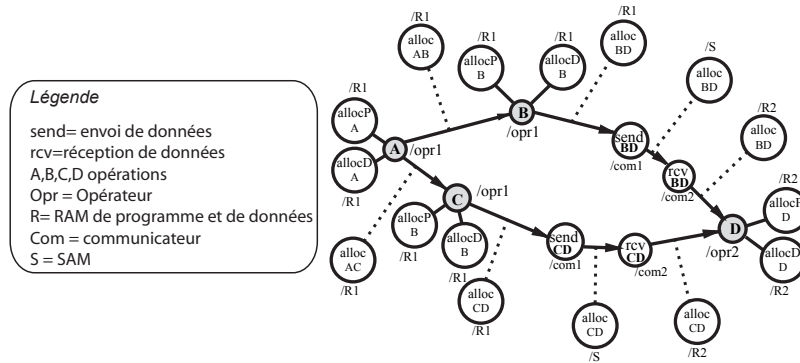 Légende
send= envoi de données
rcv=réception de données
A,B,C,D opérations
Opr = Opérateur
R= RAM de programme et de données
Com = communicateur
S = SAM
/R1
alloc
AB
/R1
allocP
B
/R1
allocD
B
/R1
alloc
BD
/S
alloc
BD
/R2
alloc
BD
/R1
allocP
A
allocD
A
/R1
A
/opr1
B
/opr1
send
BD
/com1
rcv
BD
/com2
C
/opr1
allocP
B
/R1
allocD
B
/R1
alloc
AC
/R1
alloc
CD
/R1
send
CD
/com1
rcv
CD
/com2
D
/opr2
/R2
allocP
D
allocD
D
/R2
alloc
CD
/S
alloc
CD
/R2